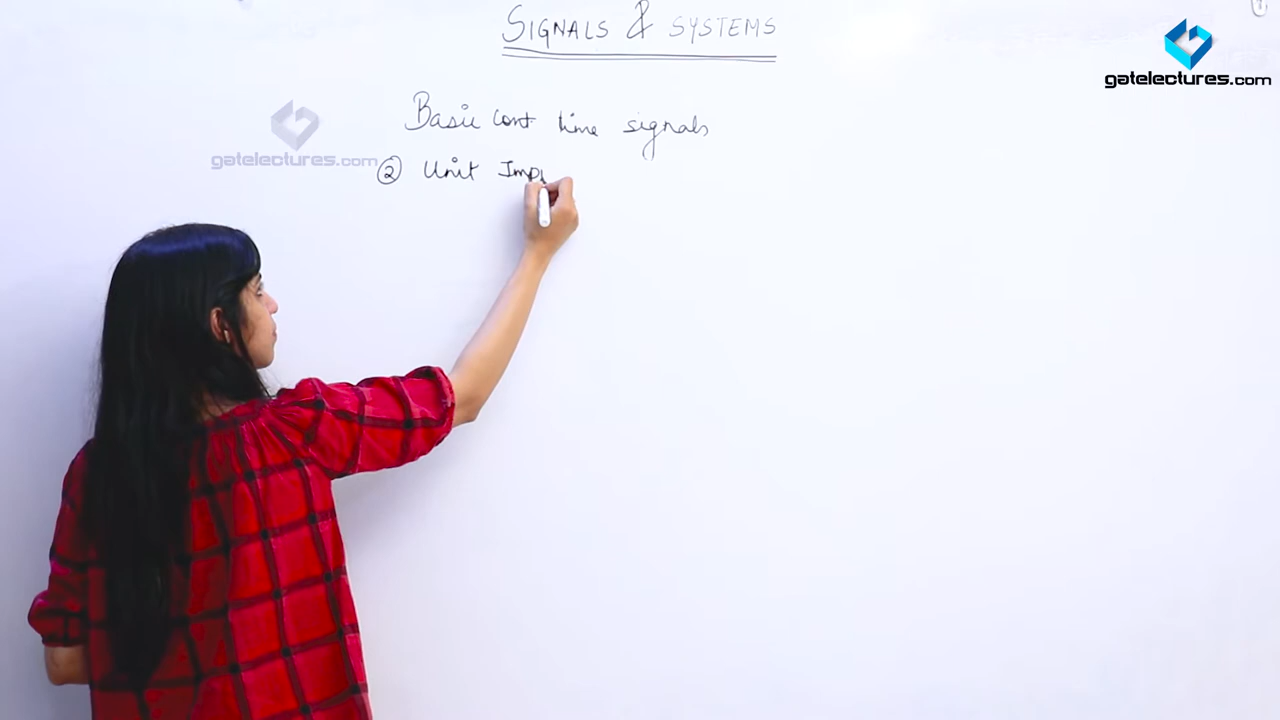 SIGNALS & SYSTEMS
gatelectures.com
Basic cont time signals
gatelectures.com
② Unit Imp